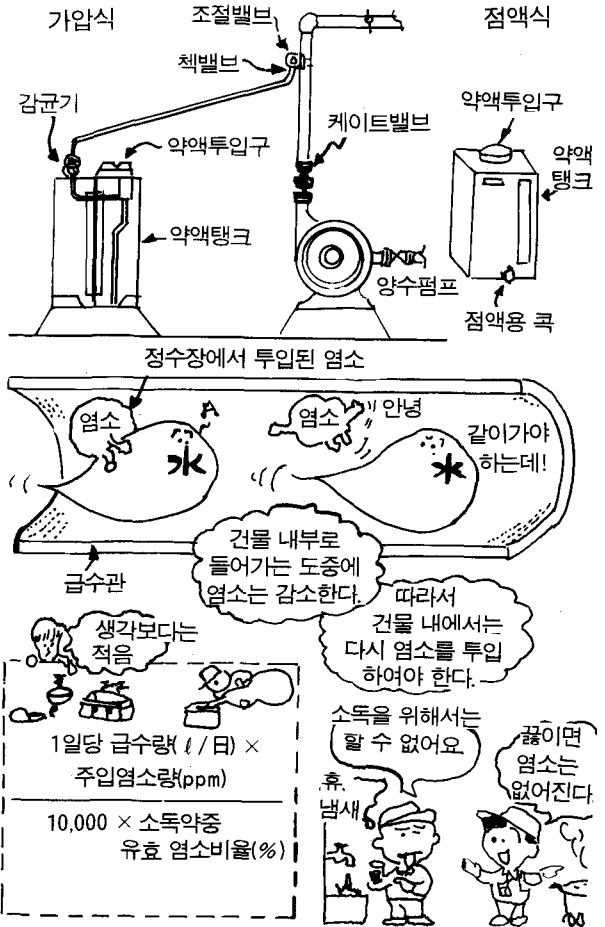 가압식
조절밸브
점액식
첵밸브
감균기
약액투입구
케이트밸브
약액투입구
약액
탱크
약액탱크
양수펌프
점액용 콕
정수장에서 투입된 염소
염소
A
水
염소
안녕
같이가야
하는데!
水
급수관
건물 내부로
들어가는 도중에
염소는 감소한다.
따라서
건물 내에서는
다시 염소를 투입
하여야 한다.
생각보다는
적음
1일당 급수량(ℓ/日) ×
주입염소량(ppm)
10,000 × 소독약중
유효 염소비율(%)
소독을 위해서는
할 수 없어요
휴
냄새
끓이면
염소는
없어진다